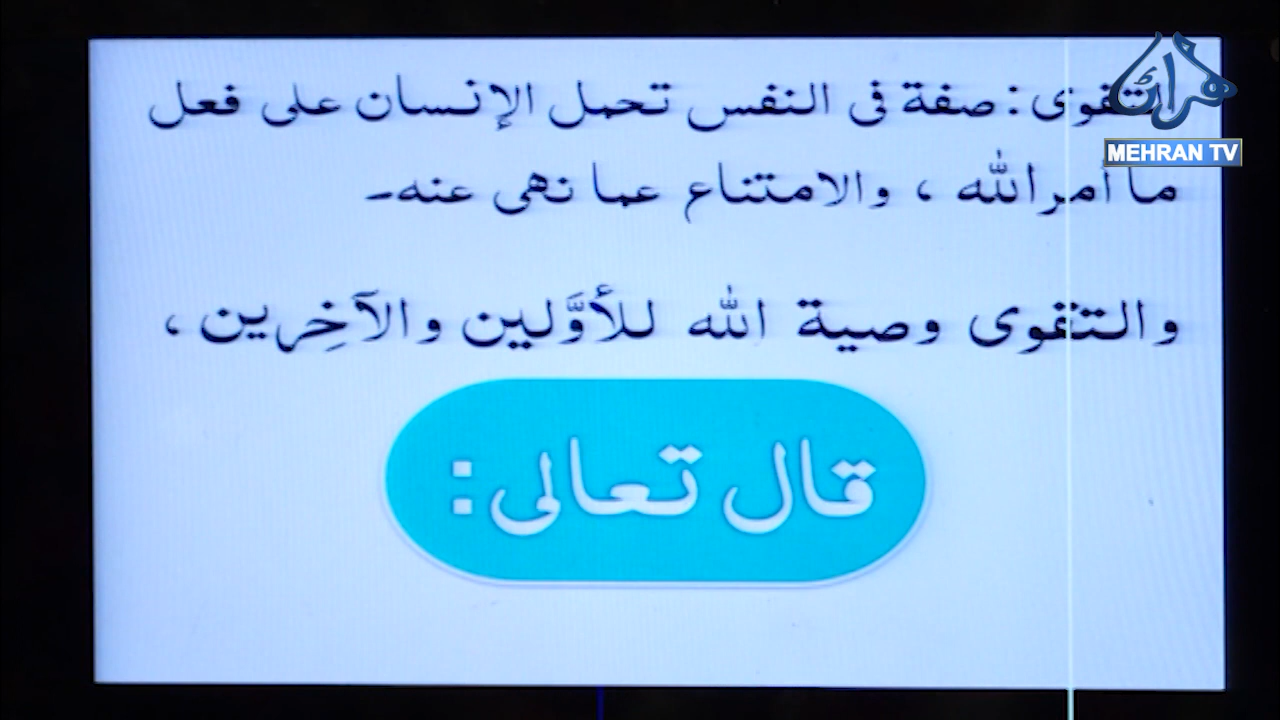 التقوى : صفة فى النفس تحمل الإنسان على فعل
ما أمر الله ، والامتناع عما نهى عنه۔
والتقوى وصية الله للأوَّلين والآخِرين ،
قال تعالى:
مهران
MEHRAN TV